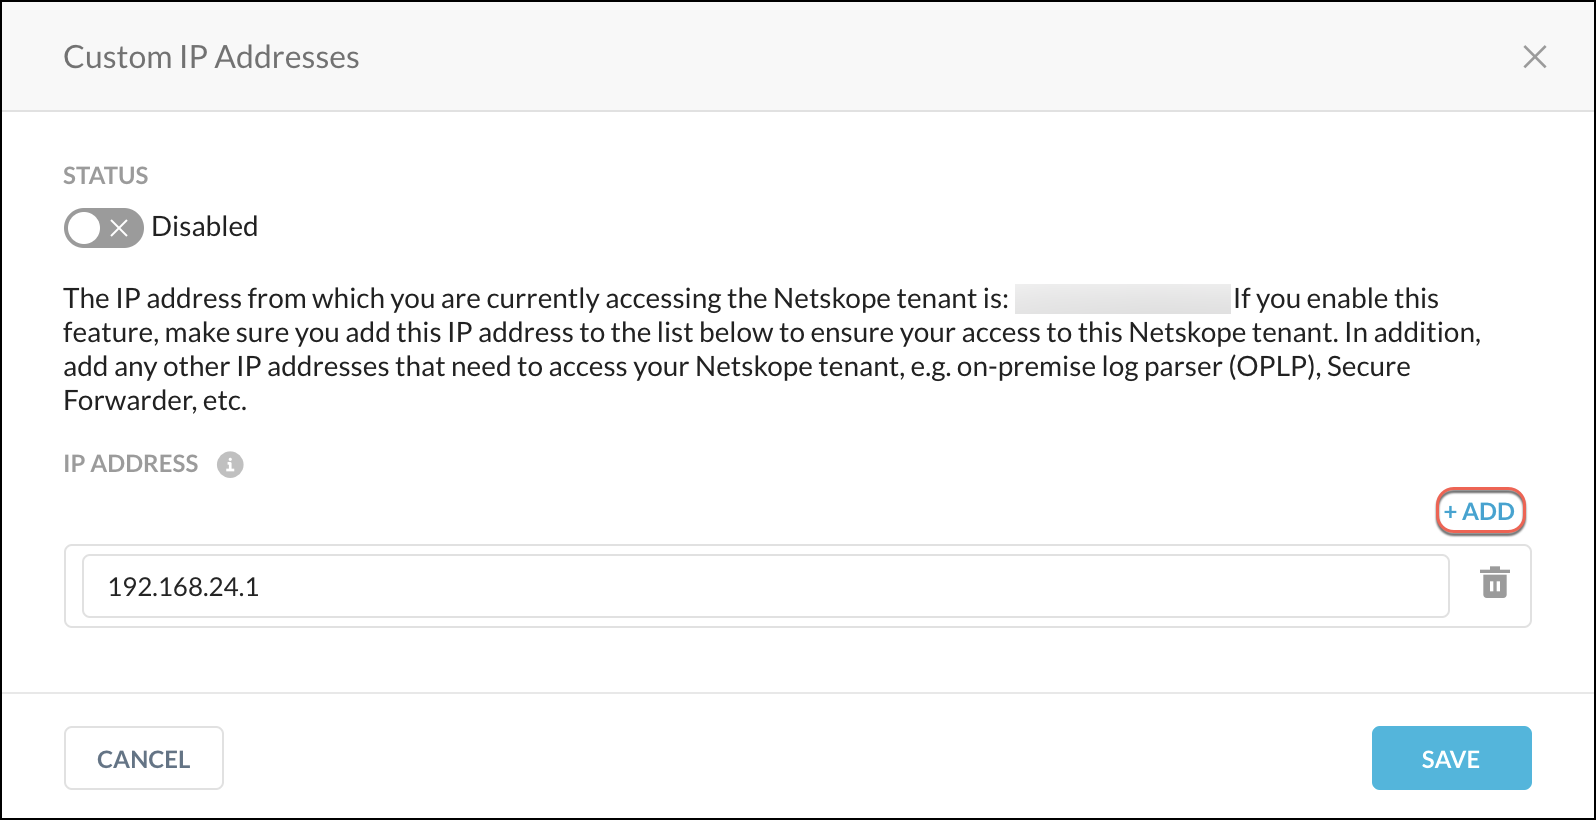 Custom IP Addresses
STATUS
Disabled
The IP address from which you are currently accessing the Netskope tenant is: If you enable this
feature, make sure you add this IP address to the list below to ensure your access to this Netskope tenant. In addition,
add any other IP addresses that need to access your Netskope tenant, e.g. on-premise log parser (OPLP), Secure
Forwarder, etc.
IP ADDRESS
+ ADD
192.168.24.1
CANCEL
SAVE